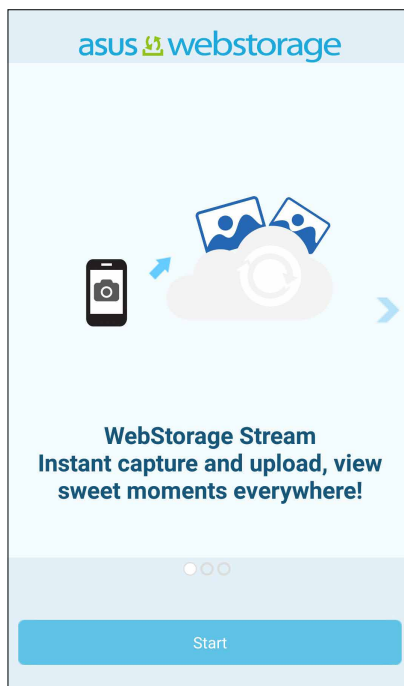 asus webstorage
WebStorage Stream
Instant capture and upload, view
sweet moments everywhere!
Start